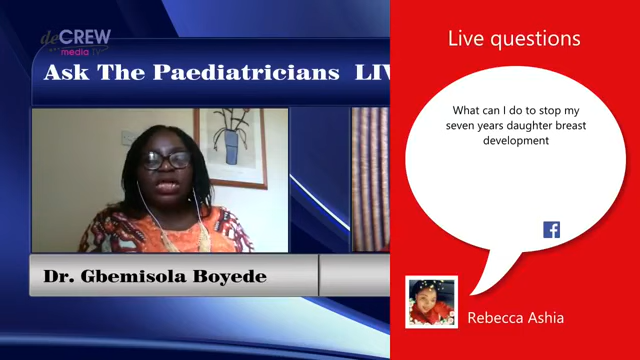 deCREW
media TV
Ask The Paediatricians LIV
Dr. Gbemisola Boyede
Live questions
What can I do to stop my
seven years daughter breast
development
Rebecca Ashia